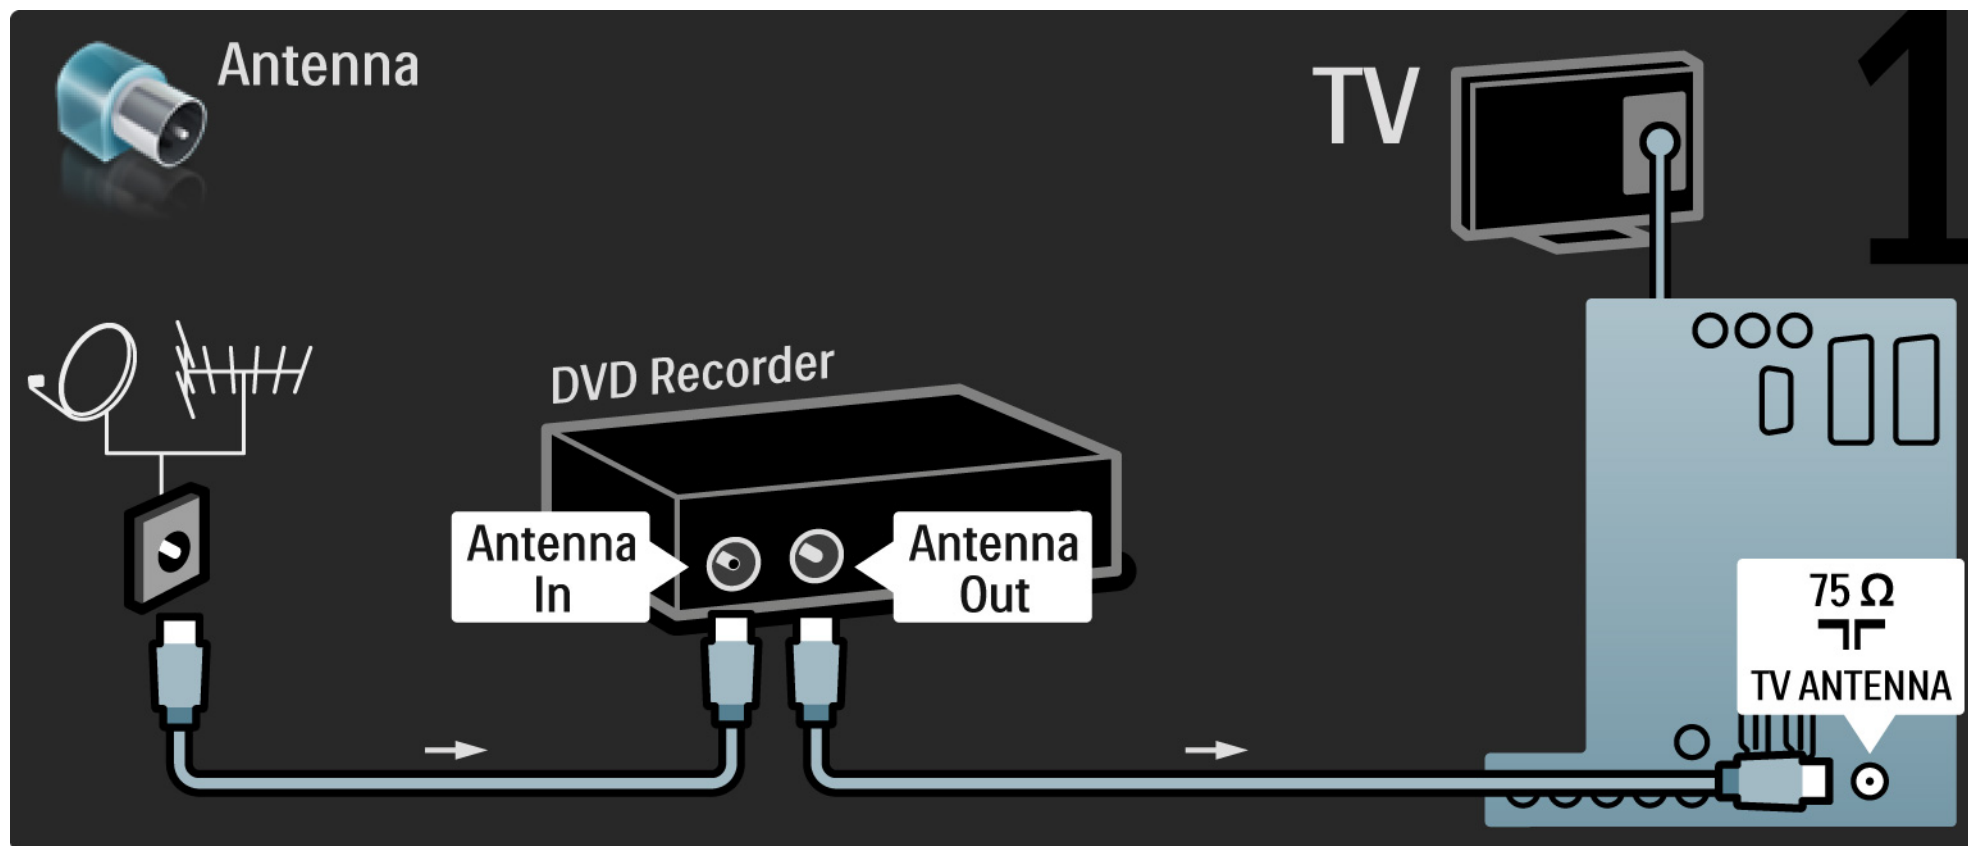 Antenna
TV
1
DVD Recorder
Antenna
In
Antenna
Out
75 Ω
TV ANTENNA